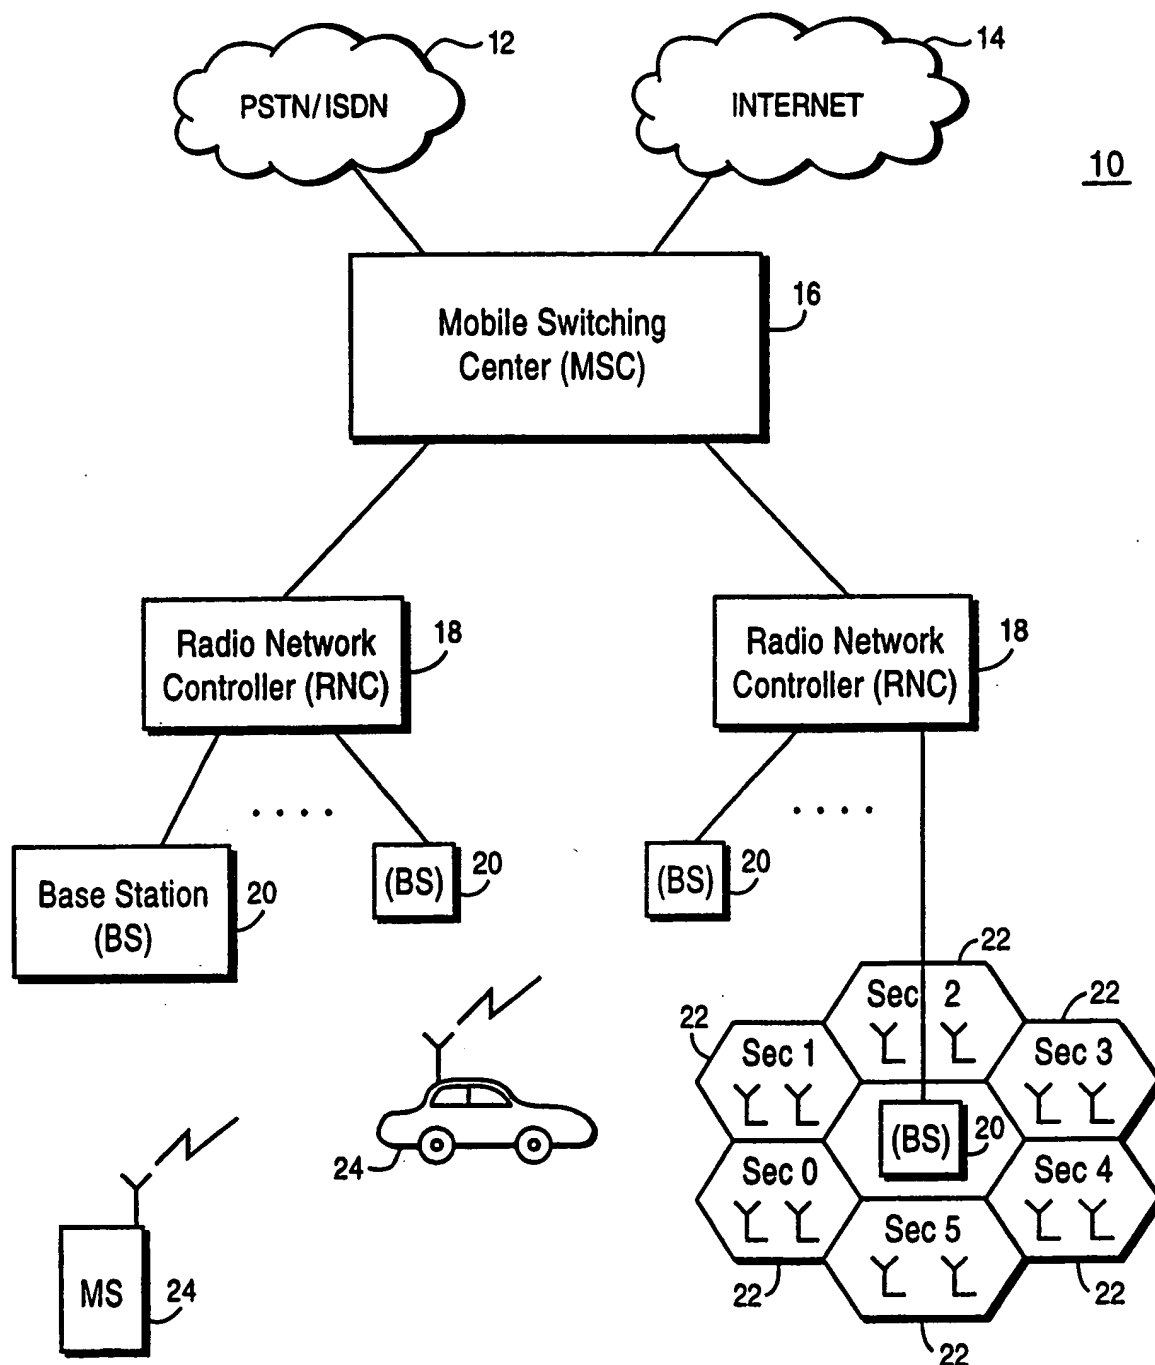 12
14
PSTN/ISDN
INTERNET
10
16
Mobile Switching
Center (MSC)
18
Radio Network
Controller (RNC)
18
Radio Network
Controller (RNC)
Base Station
(BS)
20
(BS)
20
(BS)
20
22
Sec 2
22
22
Sec 1
Sec 3
(BS)
20
Sec 0
Sec 4
Sec 5
22
22
22
24
MS
24